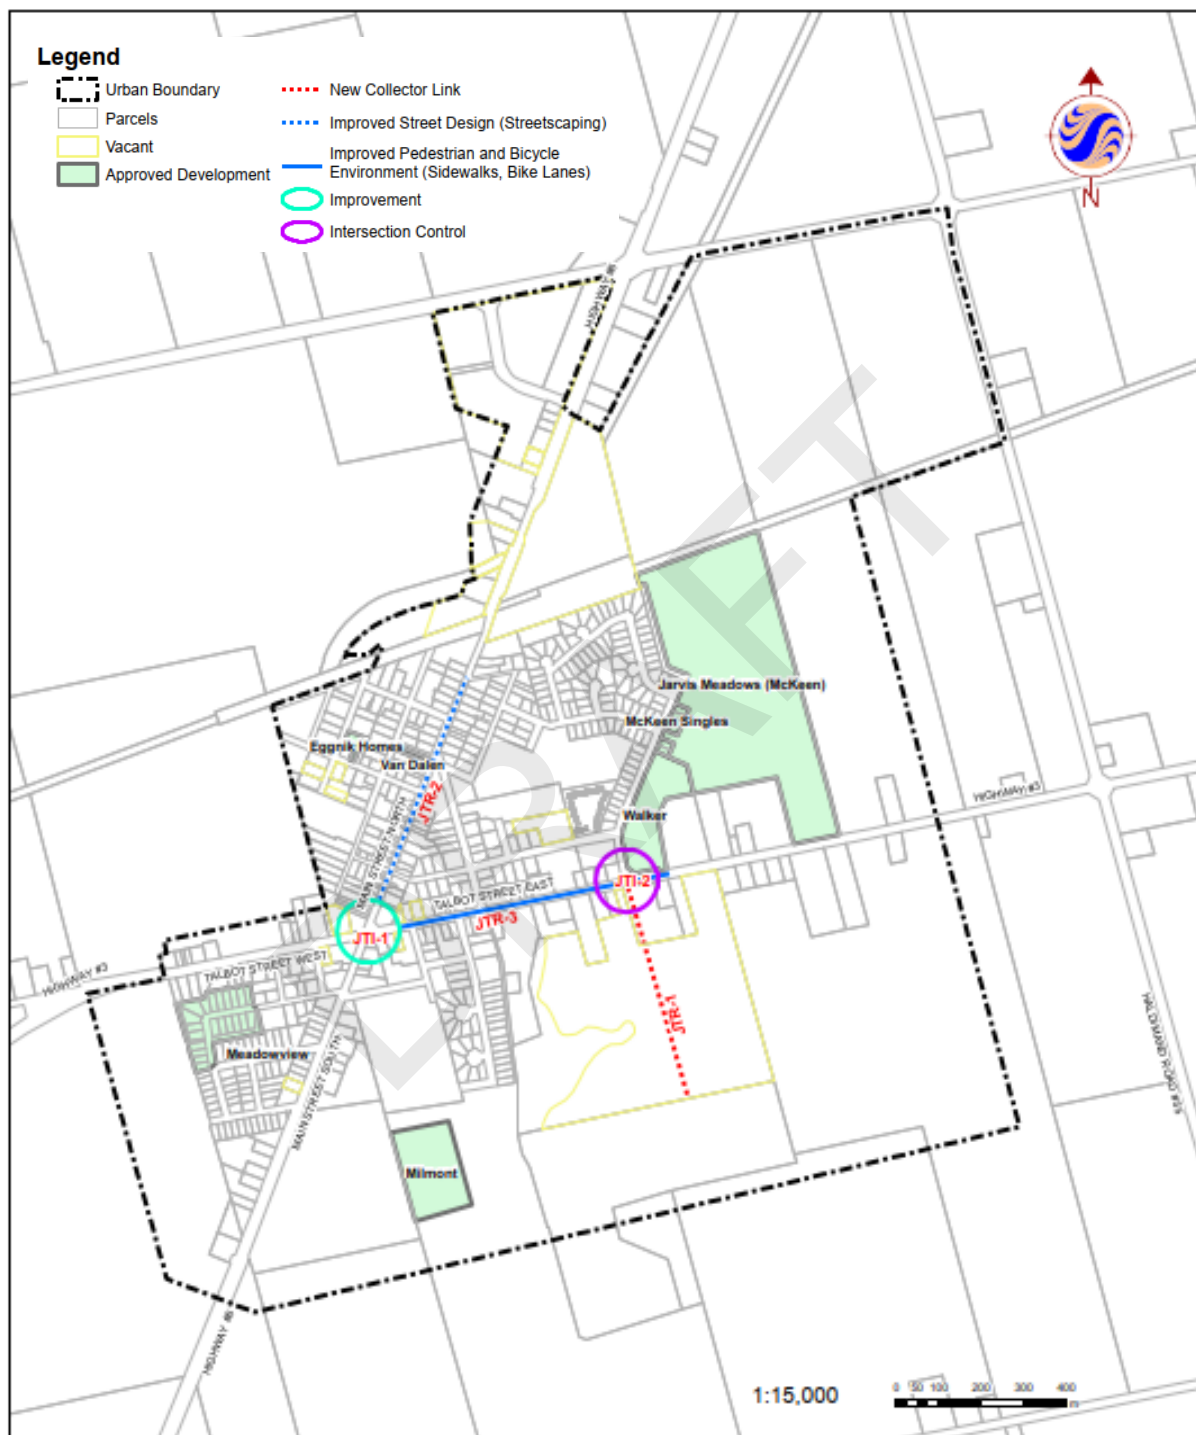 Legend
Urban Boundary
Parcels
Vacant
Approved Development
New Collector Link
Improved Street Design (Streetscaping)
Improved Pedestrian and Bicycle
Environment (Sidewalks, Bike Lanes)
Improvement
Intersection Control
N
HIGHWAY #6
DRAFT
Jarvis Meadows (McKeen)
McKeen Singles
Eggnik Homes
Van Dalen
JTR-2
MAIN STREET NORTH
Walker
HIGHWAY #3
JTI-2
TALBOT STREET EAST
JTR-3
JTI-1
TALBOT STREET WEST
HIGHWAY #3
JTR-1
Meadowview
MAIN STREET SOUTH
HALDIMAND ROAD #55
Milmont
HIGHWAY #6
1:15,000
0 50 100 200 300 400
m